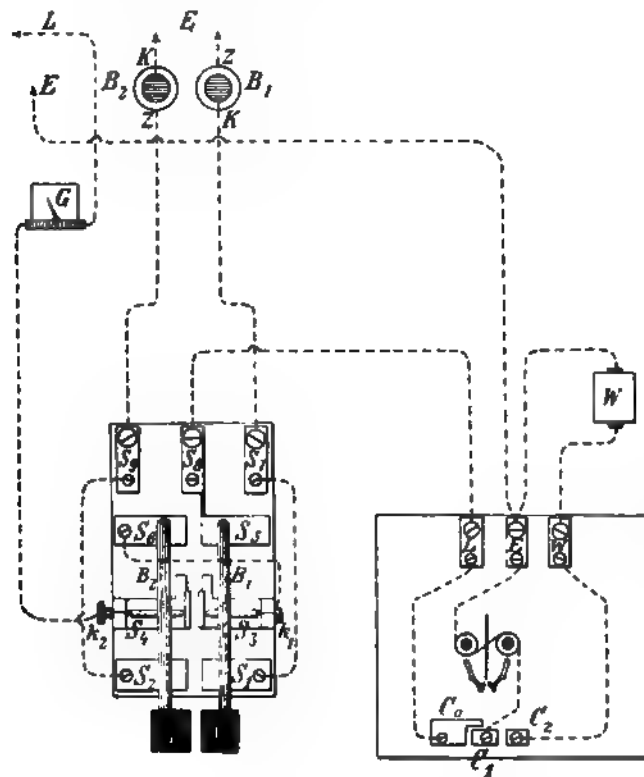 L
E
K
Z
B₂
B₁
E
Z
K
G
W
S₉
S₈
S₇
L
E
S₆
S₅
B₂
B₁
k₂
S₄
S₃
k₁
S₂
S₁
C₀
C₂
C₁